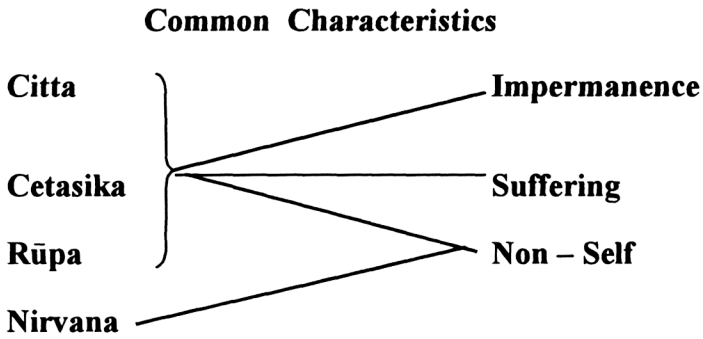 Common Characteristics
Citta Impermanence
Cetasika Suffering
Rūpa Non – Self
Nirvana